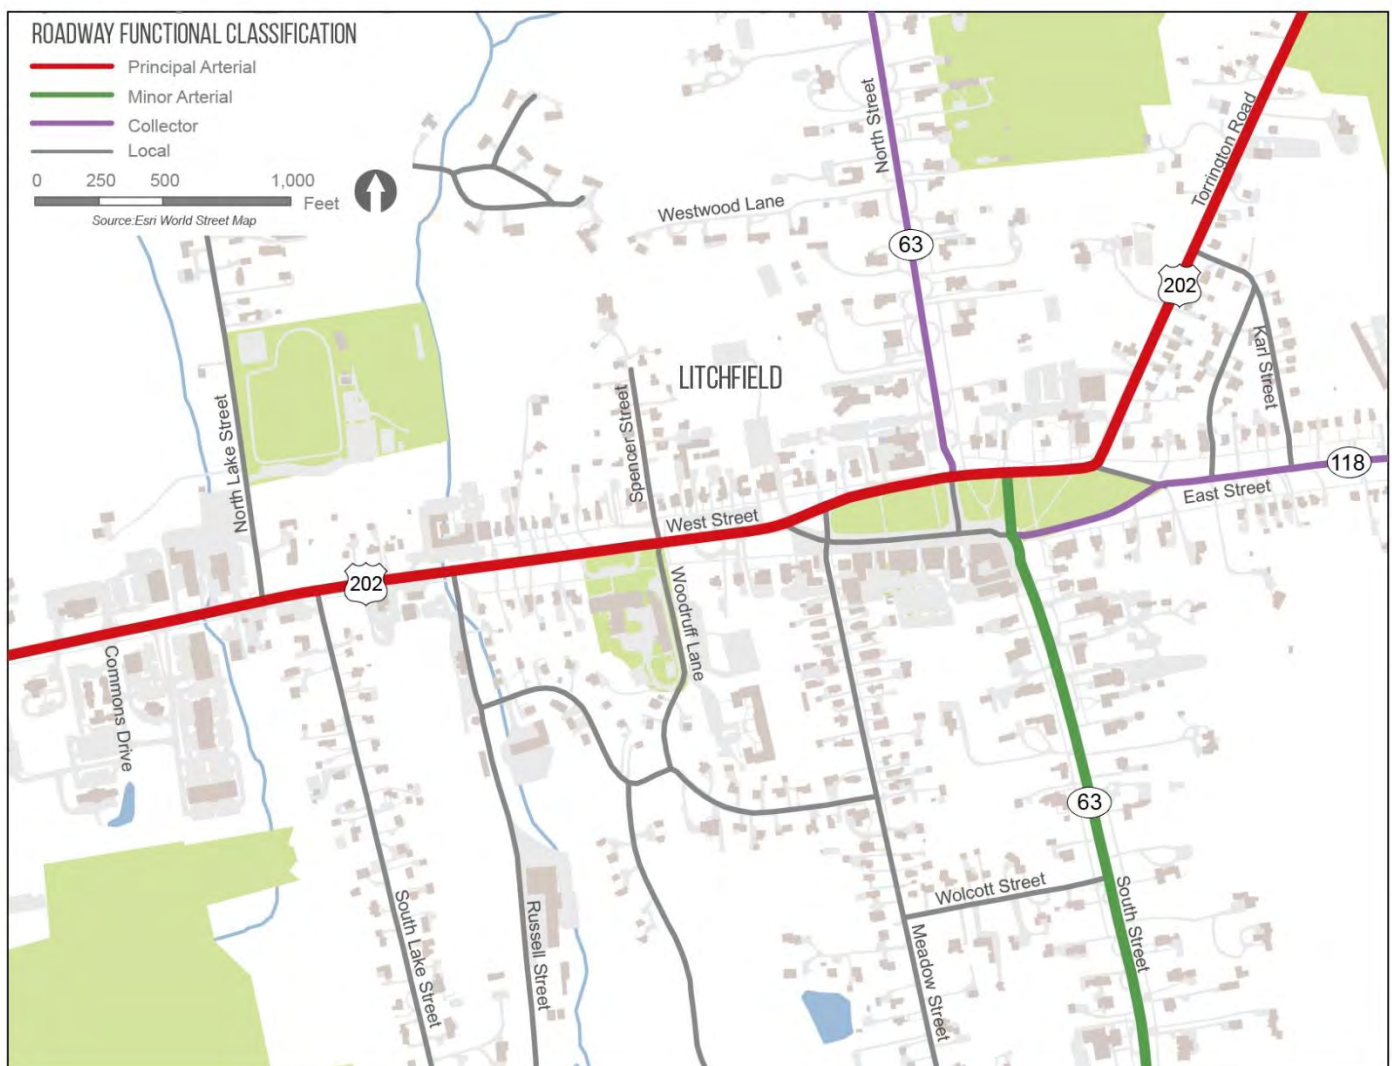 ROADWAY FUNCTIONAL CLASSIFICATION
Principal Arterial
Minor Arterial
Collector
Local
0 250 500 1,000
Feet
Source:Esri World Street Map
North Street
Torrington Road
Westwood Lane
63
202
Karl Street
LITCHFIELD
Spencer Street
North Lake Street
118
East Street
West Street
202
Woodruff Lane
Commons Drive
63
Wolcott Street
South Street
South Lake Street
Russell Street
Meadow Street